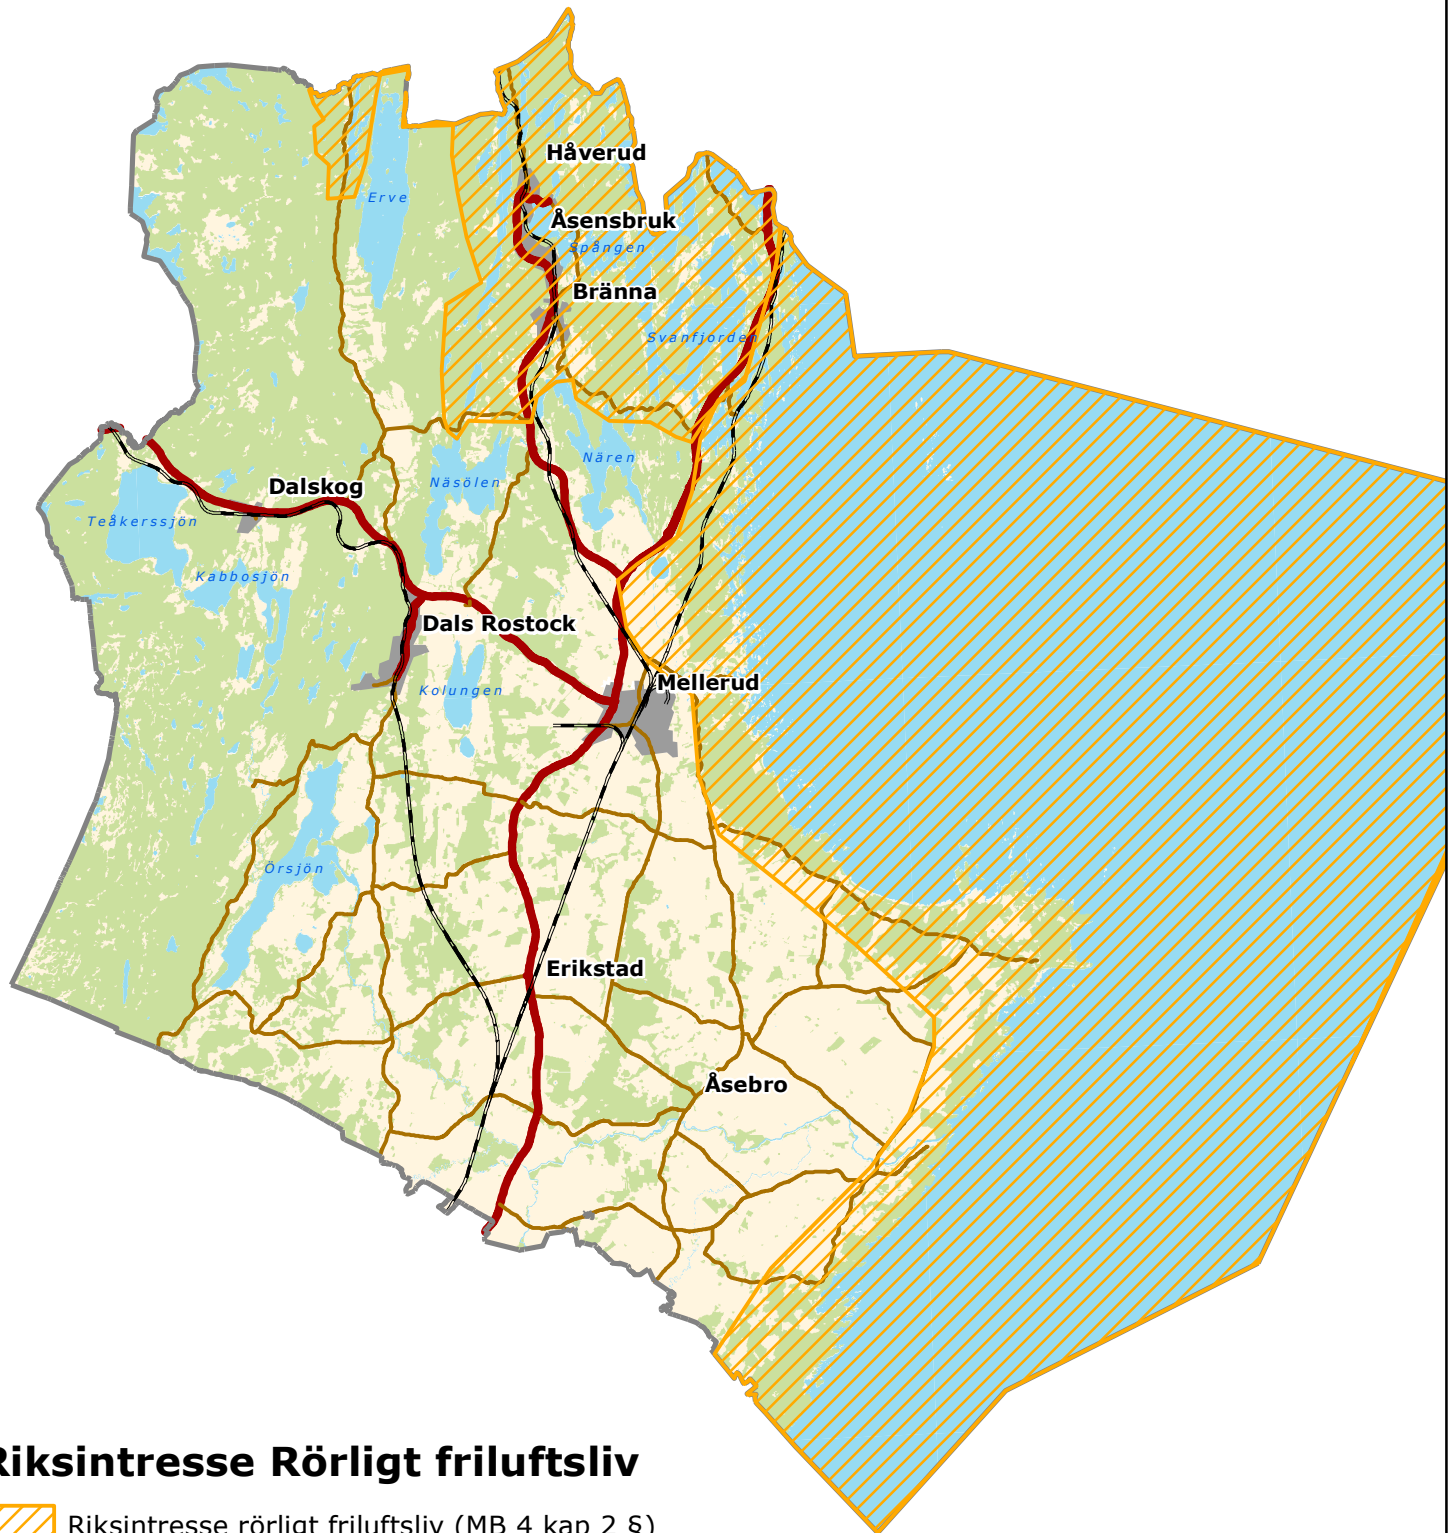 Håverud
Erve
Åsensbruk
Spången
Bränna
Svanfjorden
Nären
Näsölen
Dalskog
Teåkerssjön
Kabbosjön
Dals Rostock
Mellerud
Kolungen
Örsjön
Erikstad
Åsebro
Riksintresse Rörligt friluftsliv
Riksintresse rörligt friluftsliv (MB 4 kap 2 §)